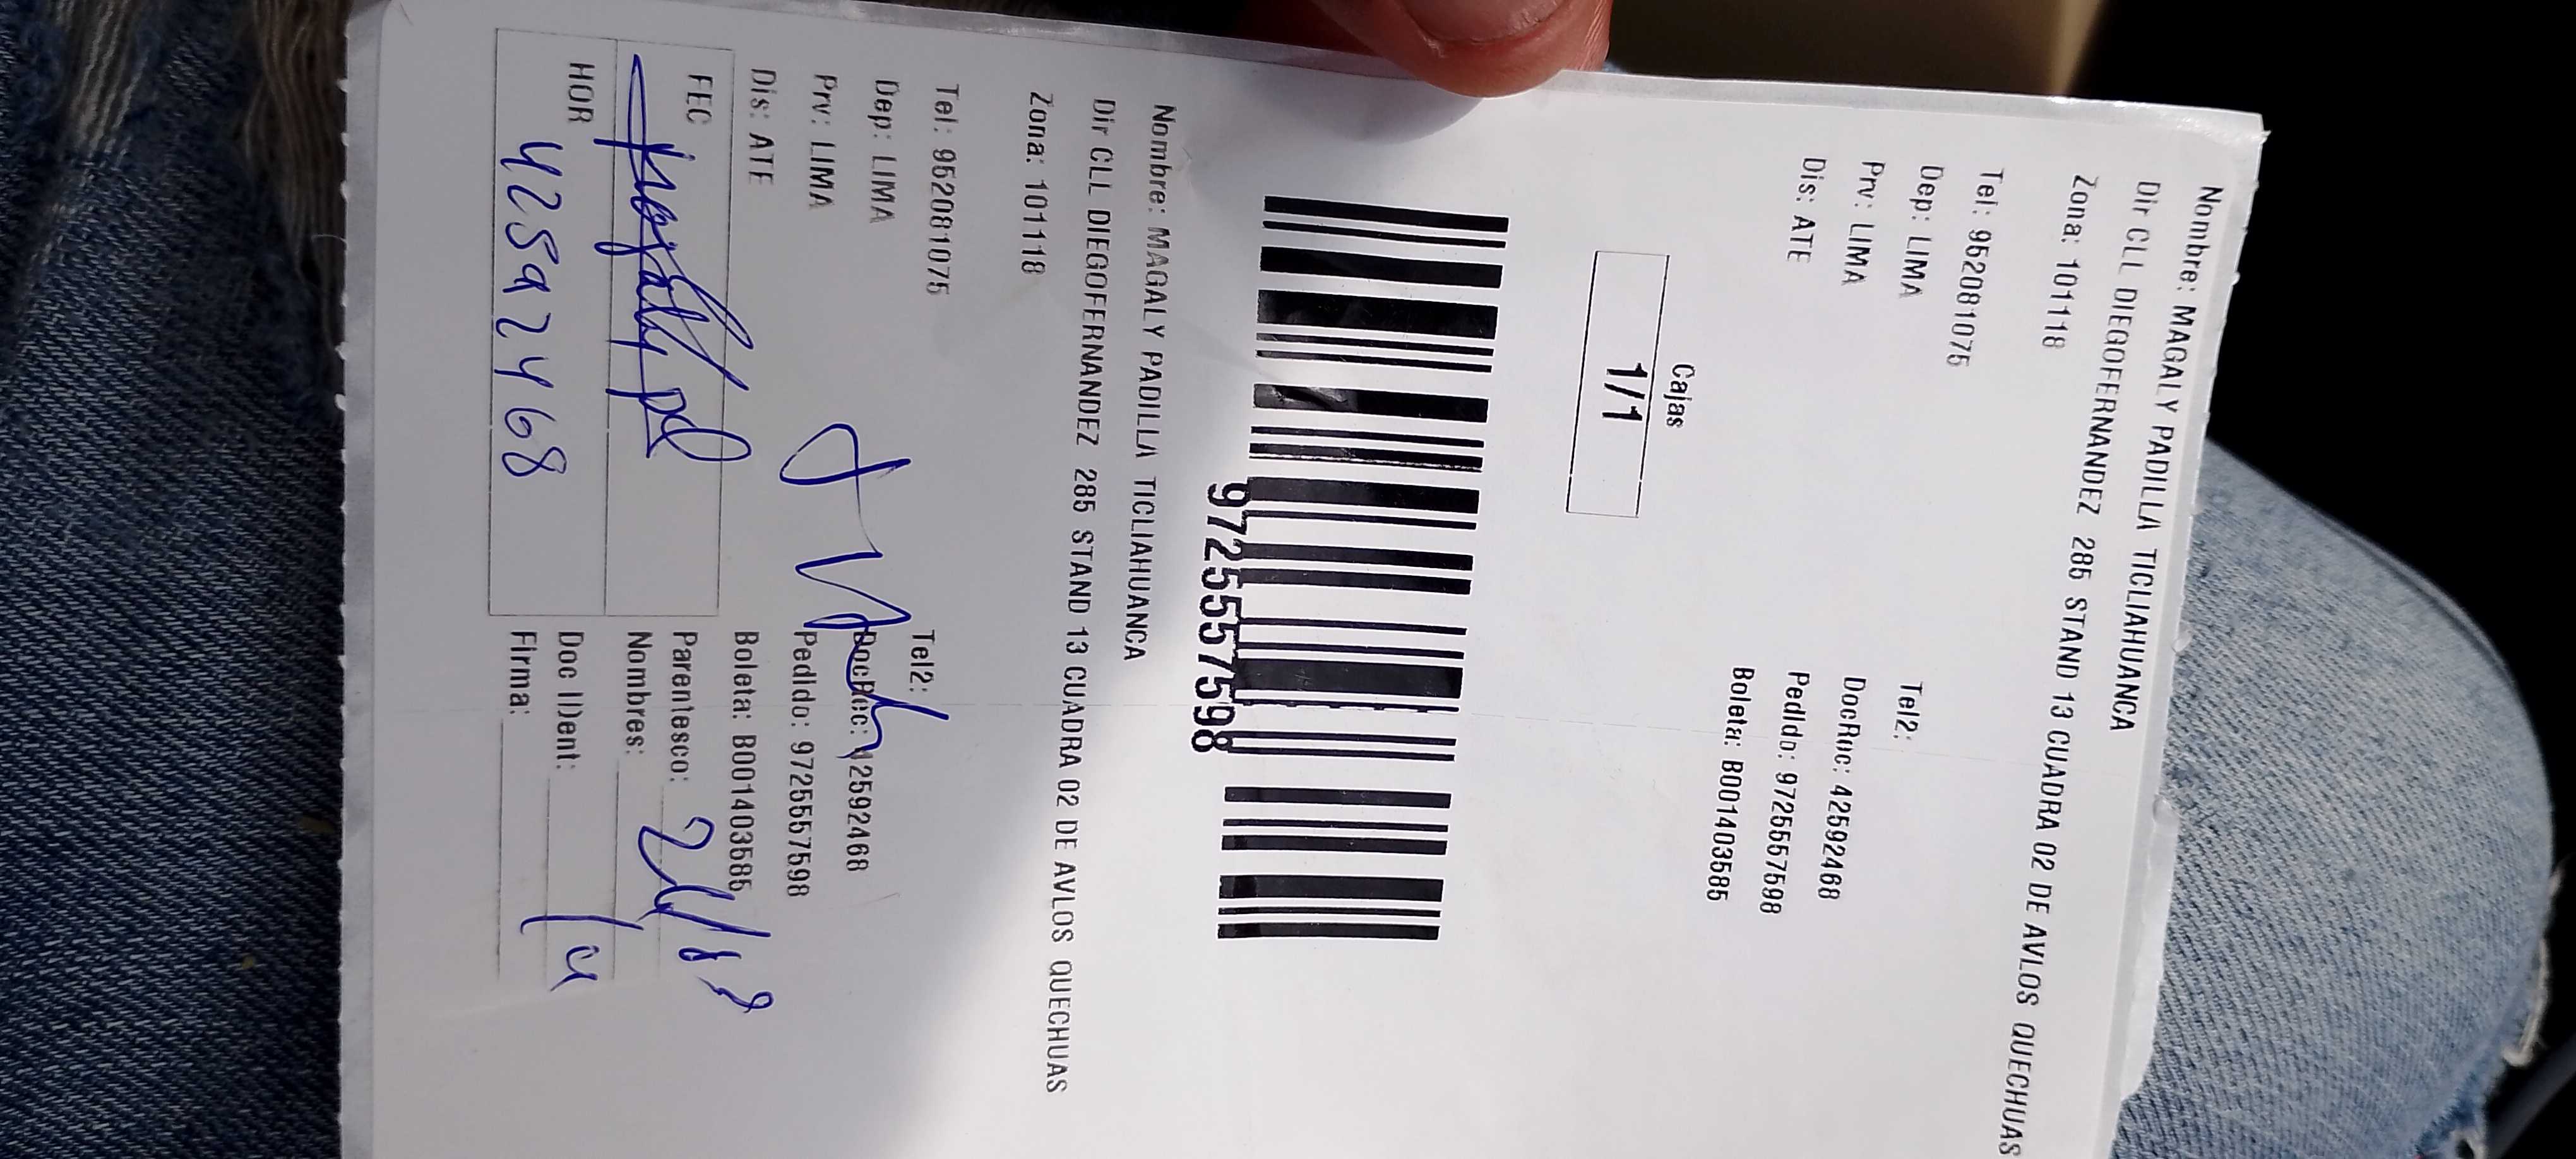 Nombre: MAGALY PADILLA TICLIAHUANCA
Dir CLL DIEGOFERNANDEZ 285 STAND 13 CUADRA 02 DE AVLOS QUECHUAS
Zona: 101118
Tel: 952081075 Tel2:
Dep: LIMA DocRuc: 42592468
Prv: LIMA PedIdo: 9725557598
Dis: ATE Boleta: B001403585
Cajas
1/1
9725557598
Nombre: MAGALY PADILLA TICLIAHUANCA
Dir CLL DIEGOFERNANDEZ 285 STAND 13 CUADRA 02 DE AVLOS QUECHUAS
Zona: 101118
Tel: 952081075 Tel2:
Dep: LIMA DocRuc: 42592468
Prv: LIMA PedIdo: 9725557598
Dis: ATE Boleta: B001403585
FEC Parentesco:
Nombres:
HOR 42592468 Doc IDent:
Firma: